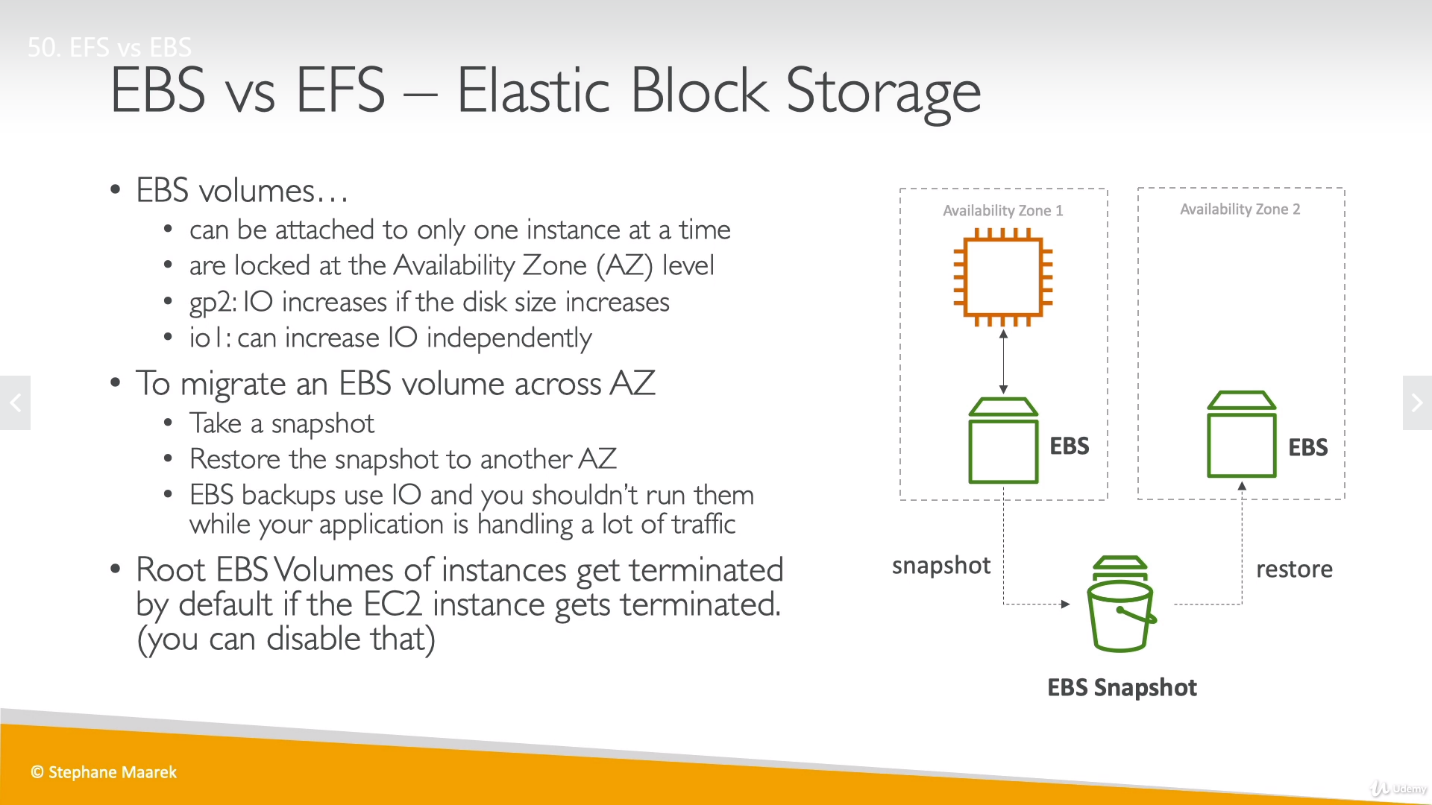 50. EFS vs EBS
EBS vs EFS – Elastic Block Storage
• EBS volumes…
• can be attached to only one instance at a time
• are locked at the Availability Zone (AZ) level
• gp2: IO increases if the disk size increases
• io1: can increase IO independently
• To migrate an EBS volume across AZ
• Take a snapshot
• Restore the snapshot to another AZ
• EBS backups use IO and you shouldn’t run them
while your application is handling a lot of traffic
• Root EBS Volumes of instances get terminated
by default if the EC2 instance gets terminated.
(you can disable that)
Availability Zone 1
Availability Zone 2
EBS
EBS
snapshot
restore
EBS Snapshot
© Stephane Maarek
Udemy